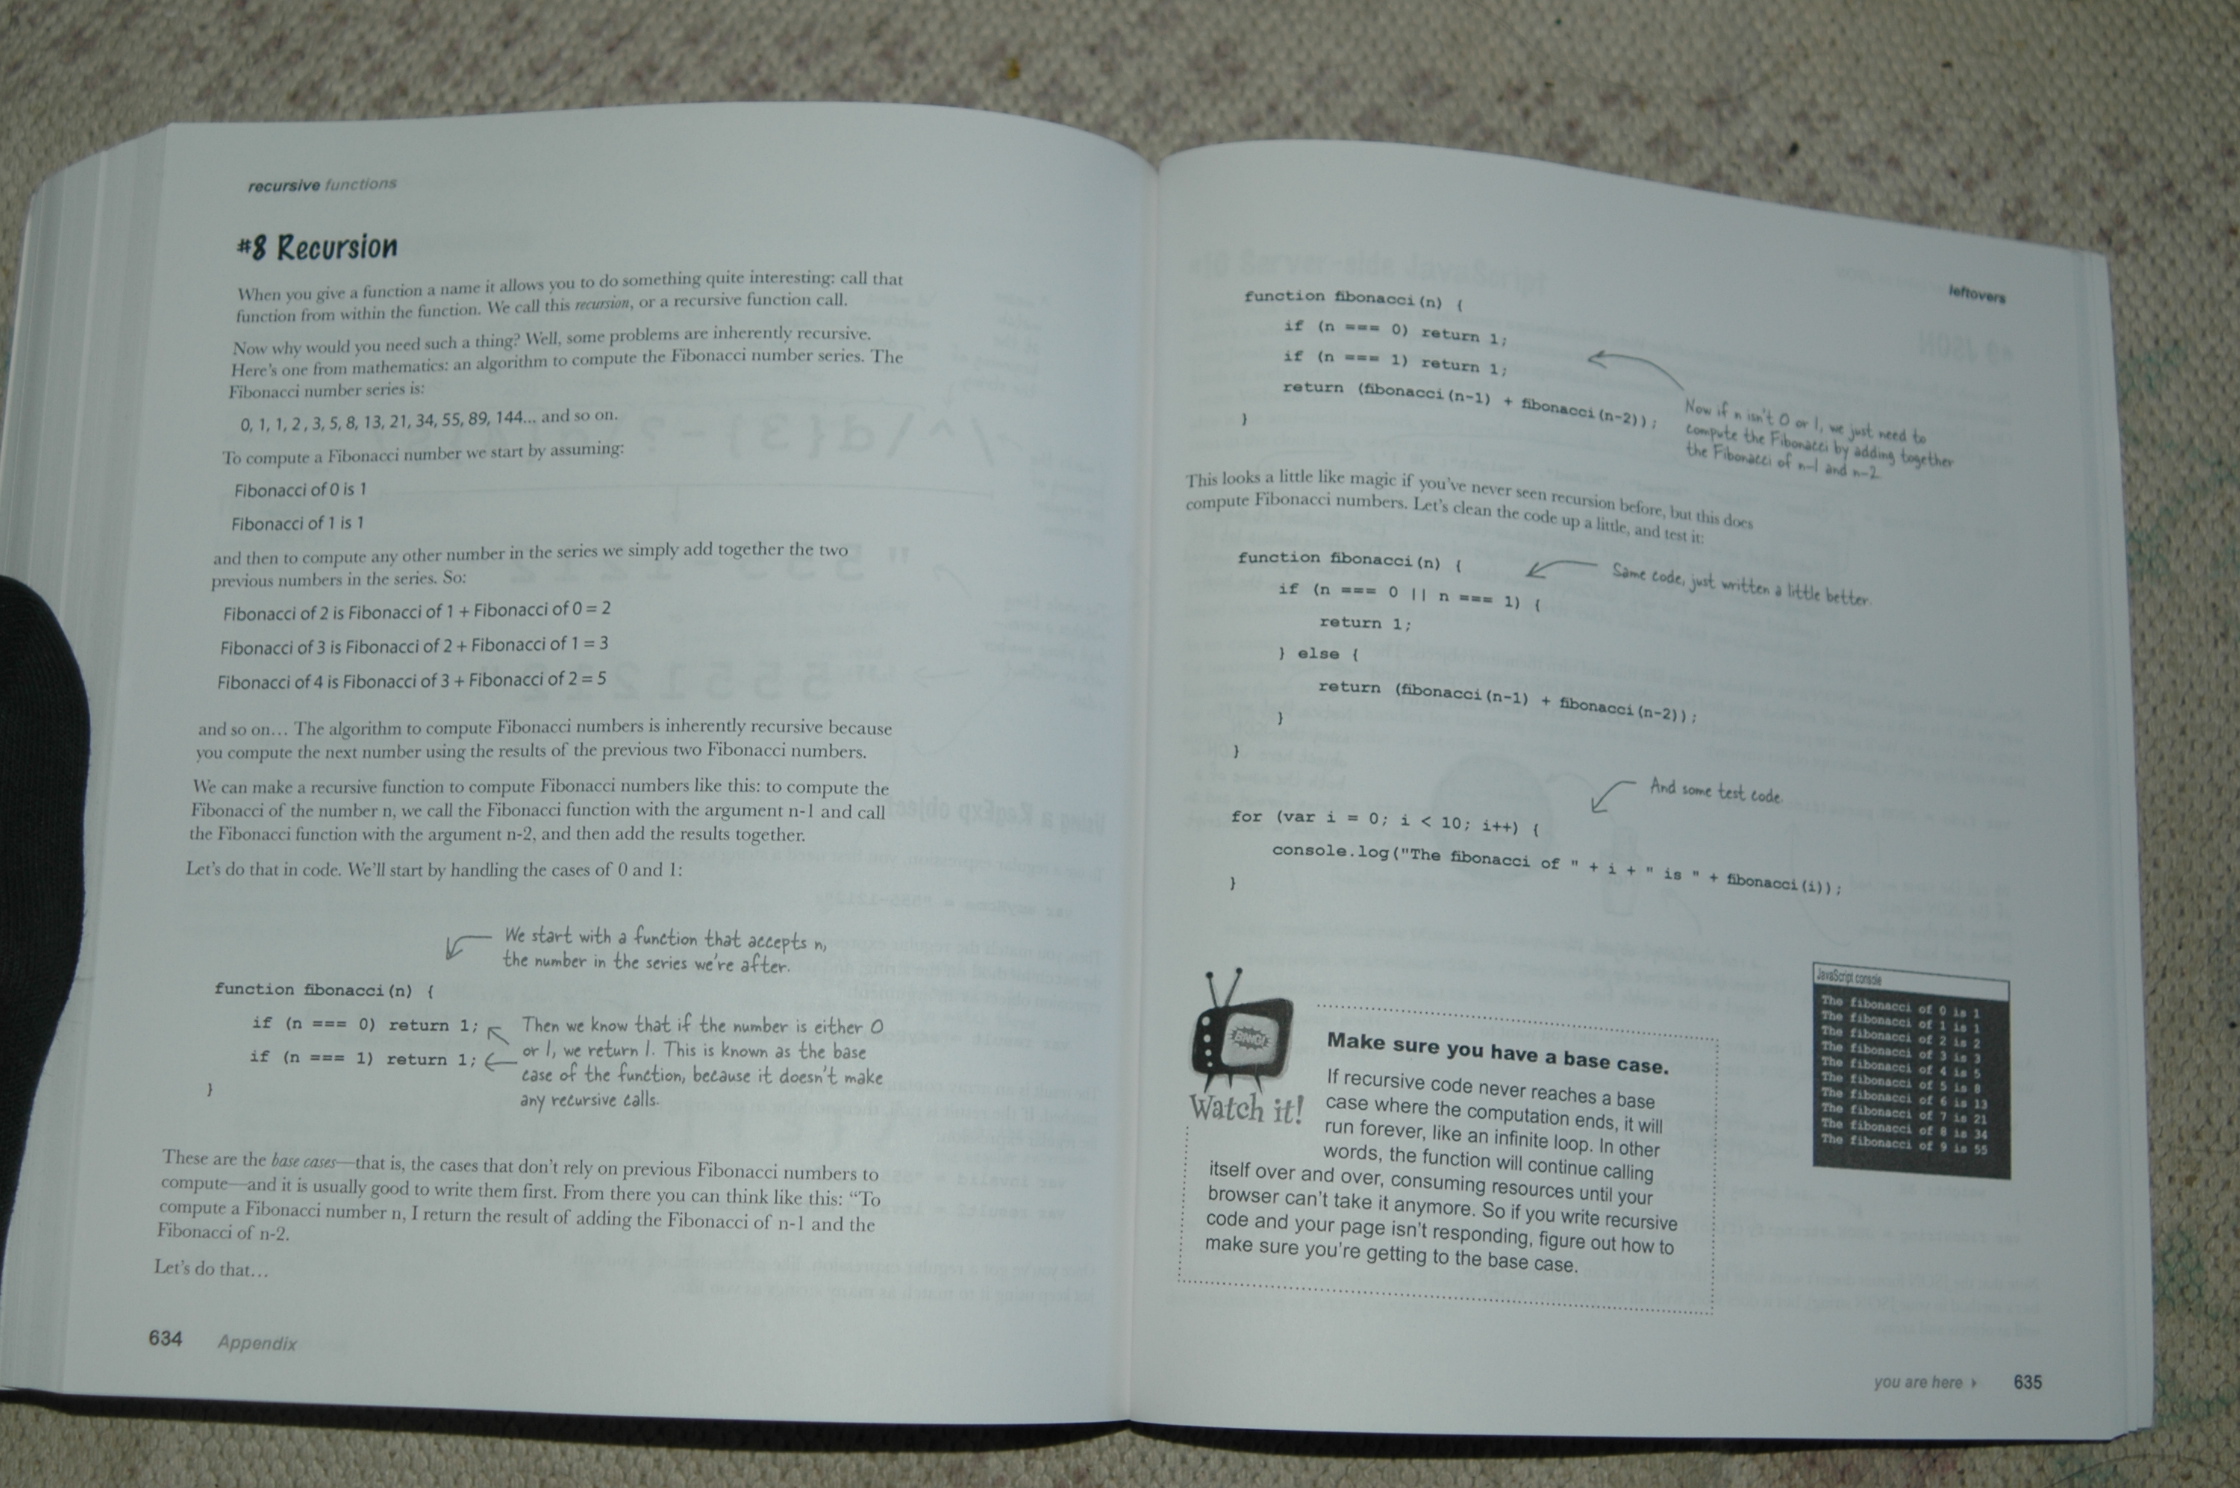 recursive functions
#8 Recursion
When you give a function a name it allows you to do something quite interesting: call that
function from within the function. We call this recursion, or a recursive function call.
Now why would you need such a thing? Well, some problems are inherently recursive.
Here's one from mathematics: an algorithm to compute the Fibonacci number series. The
Fibonacci number series is:
0, 1, 1, 2, 3, 5, 8, 13, 21, 34, 55, 89, 144... and so on.
To compute a Fibonacci number we start by assuming:
Fibonacci of 0 is 1
Fibonacci of 1 is 1
and then to compute any other number in the series we simply add together the two
previous numbers in the series. So:
Fibonacci of 2 is Fibonacci of 1 + Fibonacci of 0 = 2
Fibonacci of 3 is Fibonacci of 2 + Fibonacci of 1 = 3
Fibonacci of 4 is Fibonacci of 3 + Fibonacci of 2 = 5
and so on... The algorithm to compute Fibonacci numbers is inherently recursive because
you compute the next number using the results of the previous two Fibonacci numbers.
We can make a recursive function to compute Fibonacci numbers like this: to compute the
Fibonacci of the number n, we call the Fibonacci function with the argument n-1 and call
the Fibonacci function with the argument n-2, and then add the results together.
Let's do that in code. We'll start by handling the cases of 0 and 1:
We start with a function that accepts n,
the number in the series we're after.
function fibonacci(n) {
if (n === 0) return 1;
if (n === 1) return 1;
}
Then we know that if the number is either 0
or 1, we return 1. This is known as the base
case of the function, because it doesn't make
any recursive calls.
These are the base cases—that is, the cases that don't rely on previous Fibonacci numbers to
compute—and it is usually good to write them first. From there you can think like this: "To
compute a Fibonacci number n, I return the result of adding the Fibonacci of n-1 and the
Fibonacci of n-2.
Let's do that...
634 Appendix
leftovers
function fibonacci(n) {
if (n === 0) return 1;
if (n === 1) return 1;
return (fibonacci(n-1) + fibonacci(n-2));
}
Now if n isn't 0 or 1, we just need to
compute the Fibonacci by adding together
the Fibonacci of n-1 and n-2.
This looks a little like magic if you've never seen recursion before, but this does
compute Fibonacci numbers. Let's clean the code up a little, and test it:
function fibonacci(n) {
Same code, just written a little better.
if (n === 0 || n === 1) {
return 1;
} else {
return (fibonacci(n-1) + fibonacci(n-2));
}
}
And some test code.
for (var i = 0; i < 10; i++) {
console.log("The fibonacci of " + i + " is " + fibonacci(i));
}
JavaScript console
The fibonacci of 0 is 1
The fibonacci of 1 is 1
The fibonacci of 2 is 2
The fibonacci of 3 is 3
The fibonacci of 4 is 5
The fibonacci of 5 is 8
The fibonacci of 6 is 13
The fibonacci of 7 is 21
The fibonacci of 8 is 34
The fibonacci of 9 is 55
Watch it!
Make sure you have a base case.
If recursive code never reaches a base
case where the computation ends, it will
run forever, like an infinite loop. In other
words, the function will continue calling
itself over and over, consuming resources until your
browser can't take it anymore. So if you write recursive
code and your page isn't responding, figure out how to
make sure you're getting to the base case.
you are here ▸ 635